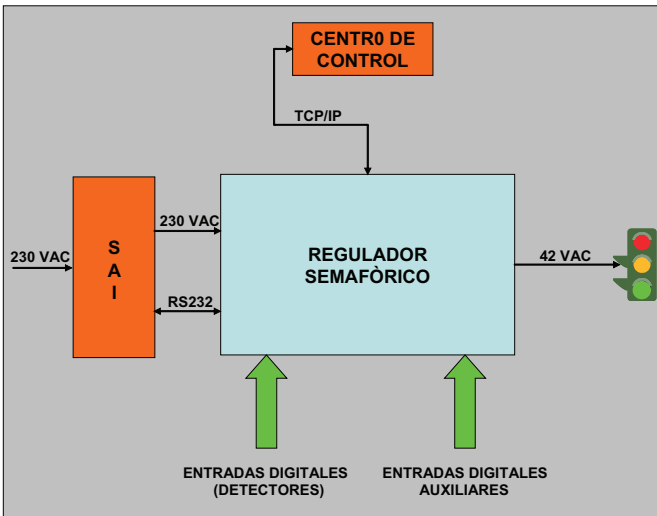 CENTR0 DE
CONTROL
TCP/IP
230 VAC
S
A
I
230 VAC
RS232
REGULADOR
SEMAFÒRICO
42 VAC
ENTRADAS DIGITALES
(DETECTORES)
ENTRADAS DIGITALES
AUXILIARES